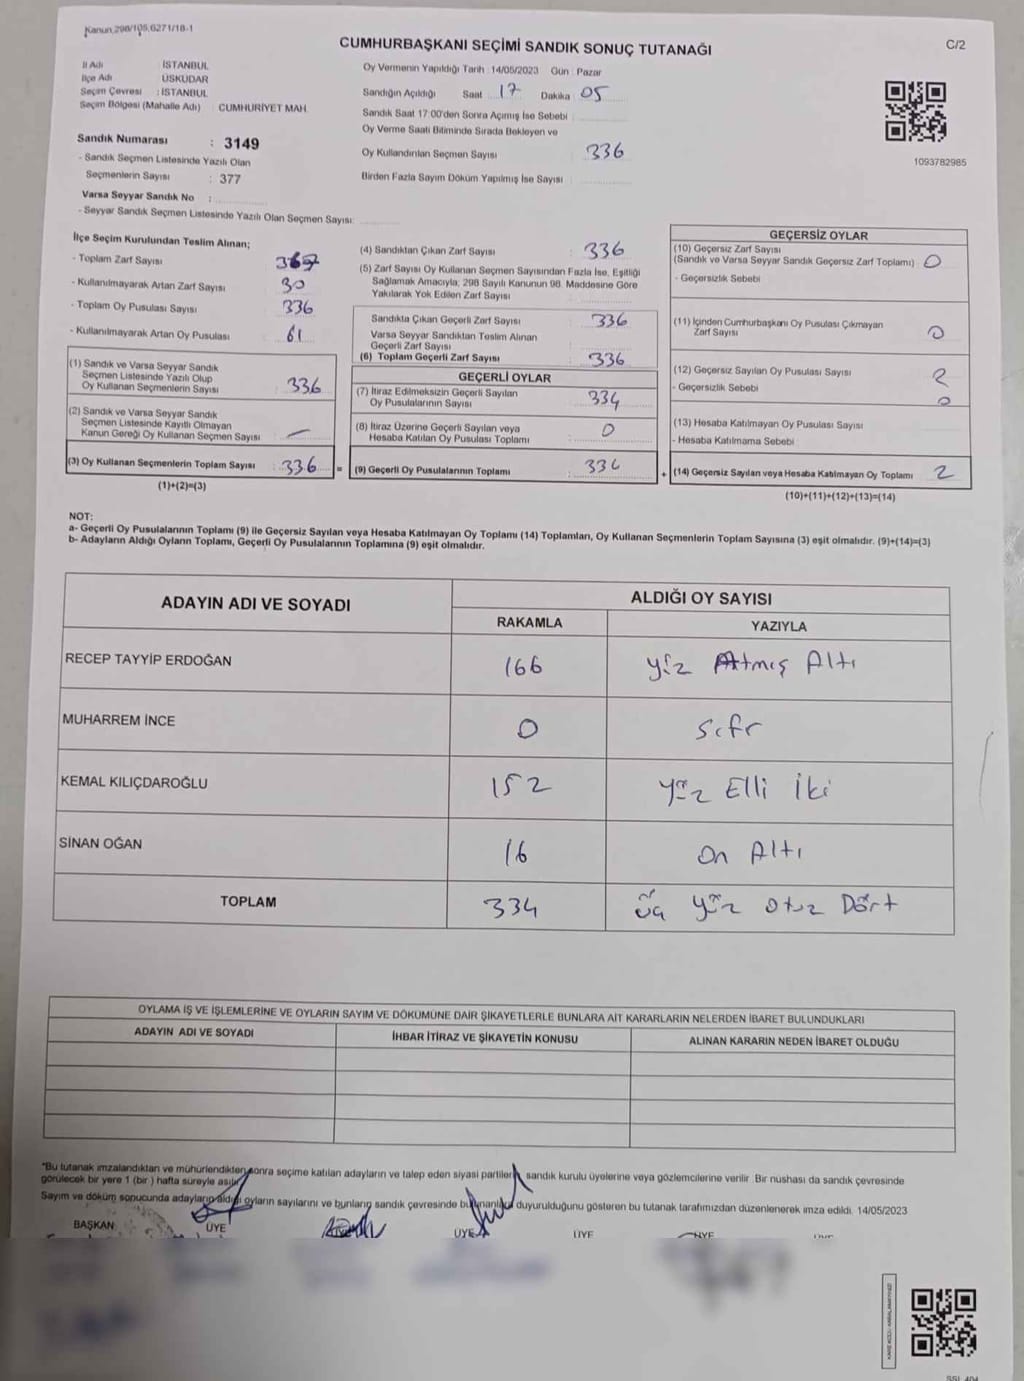 Kanun,298/105,6271/18-1
C/2
CUMHURBAŞKANI SEÇİMİ SANDIK SONUÇ TUTANAĞI
İl Adı : İSTANBUL
İlçe Adı : ÜSKÜDAR
Seçim Çevresi : İSTANBUL
Seçim Bölgesi (Mahalle Adı) : CUMHURİYET MAH.
Sandık Numarası : 3149
- Sandık Seçmen Listesinde Yazılı Olan
Seçmenlerin Sayısı : 377
Varsa Seyyar Sandık No :
- Seyyar Sandık Seçmen Listesinde Yazılı Olan Seçmen Sayısı:
Oy Vermenin Yapıldığı Tarih : 14/05/2023 Gün : Pazar
Sandığın Açıldığı Saat 17 Dakika 05
Sandık Saat 17:00'den Sonra Açımış İse Sebebi :
Oy Verme Saati Bitiminde Sırada Bekleyen ve
Oy Kullandırılan Seçmen Sayısı : 336
Birden Fazla Sayım Döküm Yapılmış İse Sayısı :
1093782985
İlçe Seçim Kurulundan Teslim Alınan;
- Toplam Zarf Sayısı : 367
- Kullanılmayarak Artan Zarf Sayısı : 30
- Toplam Oy Pusulası Sayısı : 336
- Kullanılmayarak Artan Oy Pusulası : 61
(1) Sandık ve Varsa Seyyar Sandık
Seçmen Listesinde Yazılı Olup
Oy Kullanan Seçmenlerin Sayısı : 336
(2) Sandık ve Varsa Seyyar Sandık
Seçmen Listesinde Kayıtlı Olmayan
Kanun Gereği Oy Kullanan Seçmen Sayısı : —
(3) Oy Kullanan Seçmenlerin Toplam Sayısı : 336 =
(1)+(2)=(3)
(4) Sandıktan Çıkan Zarf Sayısı : 336
(5) Zarf Sayısı Oy Kullanan Seçmen Sayısından Fazla İse, Eşitliği
Sağlamak Amacıyla; 298 Sayılı Kanunun 98. Maddesine Göre
Yakılarak Yok Edilen Zarf Sayısı :
Sandıkta Çıkan Geçerli Zarf Sayısı : 336
Varsa Seyyar Sandıktan Teslim Alınan
Geçerli Zarf Sayısı :
(6) Toplam Geçerli Zarf Sayısı : 336
GEÇERLİ OYLAR
(7) İtiraz Edilmeksizin Geçerli Sayılan
Oy Pusulalarının Sayısı : 334
(8) İtiraz Üzerine Geçerli Sayılan veya
Hesaba Katılan Oy Pusulası Toplamı : 0
(9) Geçerli Oy Pusulalarının Toplamı : 334 +
GEÇERSİZ OYLAR
(10) Geçersiz Zarf Sayısı
(Sandık ve Varsa Seyyar Sandık Geçersiz Zarf Toplamı) : 0
- Geçersizlik Sebebi
(11) İçinden Cumhurbaşkanı Oy Pusulası Çıkmayan
Zarf Sayısı 0
(12) Geçersiz Sayılan Oy Pusulası Sayısı 2
- Geçersizlik Sebebi 0
(13) Hesaba Katılmayan Oy Pusulası Sayısı
- Hesaba Katılmama Sebebi
(14) Geçersiz Sayılan veya Hesaba Katılmayan Oy Toplamı 2
(10)+(11)+(12)+(13)=(14)
NOT:
a- Geçerli Oy Pusulalarının Toplamı (9) ile Geçersiz Sayılan veya Hesaba Katılmayan Oy Toplamı (14) Toplamları, Oy Kullanan Seçmenlerin Toplam Sayısına (3) eşit olmalıdır. (9)+(14)=(3)
b- Adayların Aldığı Oyların Toplamı, Geçerli Oy Pusulalarının Toplamına (9) eşit olmalıdır.
ADAYIN ADI VE SOYADI ALDIĞI OY SAYISI
RAKAMLA YAZIYLA
RECEP TAYYİP ERDOĞAN 166 yüz Atmış Altı
MUHARREM İNCE 0 Sıfır
KEMAL KILIÇDAROĞLU 152 yüz Elli İki
SİNAN OĞAN 16 on Altı
TOPLAM 334 üç yüz otuz Dört
OYLAMA İŞ VE İŞLEMLERİNE VE OYLARIN SAYIM VE DÖKÜMÜNE DAİR ŞİKAYETLERLE BUNLARA AİT KARARLARIN NELERDEN İBARET BULUNDUKLARI
ADAYIN ADI VE SOYADI İHBAR İTİRAZ VE ŞİKAYETİN KONUSU ALINAN KARARIN NEDEN İBARET OLDUĞU
*Bu tutanak imzalandıktan ve mühürlendikten sonra seçime katılan adayların ve talep eden siyasi partilerin sandık kurulu üyelerine veya gözlemcilerine verilir. Bir nüshası da sandık çevresinde
görülecek bir yere 1 (bir ) hafta süreyle asılır.
Sayım ve döküm sonucunda adayların aldığı oyların sayılarını ve bunların sandık çevresinde bulunanlara duyurulduğunu gösteren bu tutanak tarafımızdan düzenlenerek imza edildi. 14/05/2023
BAŞKAN ÜYE ÜYE ÜYE ÜYE